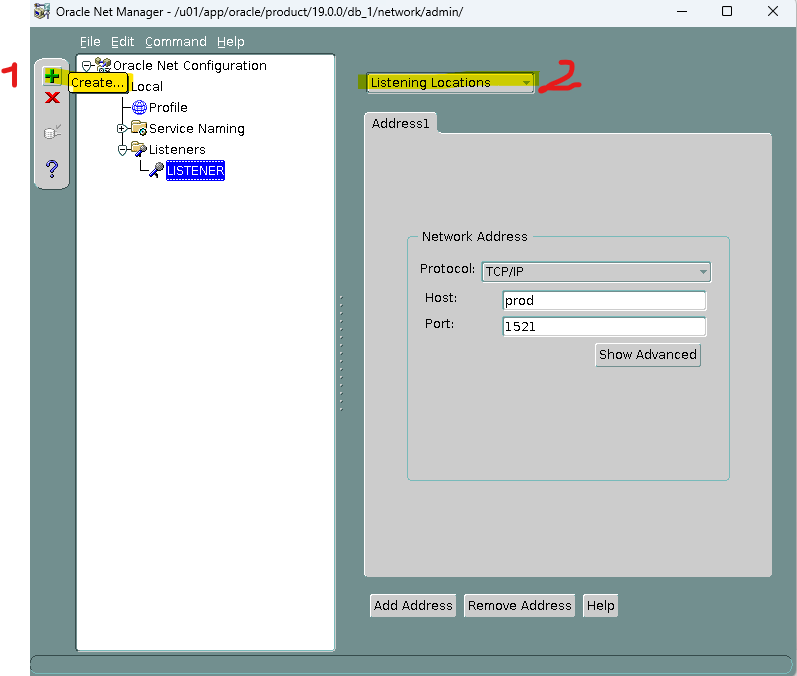 Oracle Net Manager - /u01/app/oracle/product/19.0.0/db_1/network/admin/
File Edit Command Help
1
Create...
Oracle Net Configuration
Local
Profile
Service Naming
Listeners
LISTENER
Listening Locations
2
Address1
Network Address
Protocol: TCP/IP
Host: prod
Port: 1521
Show Advanced
Add Address Remove Address Help